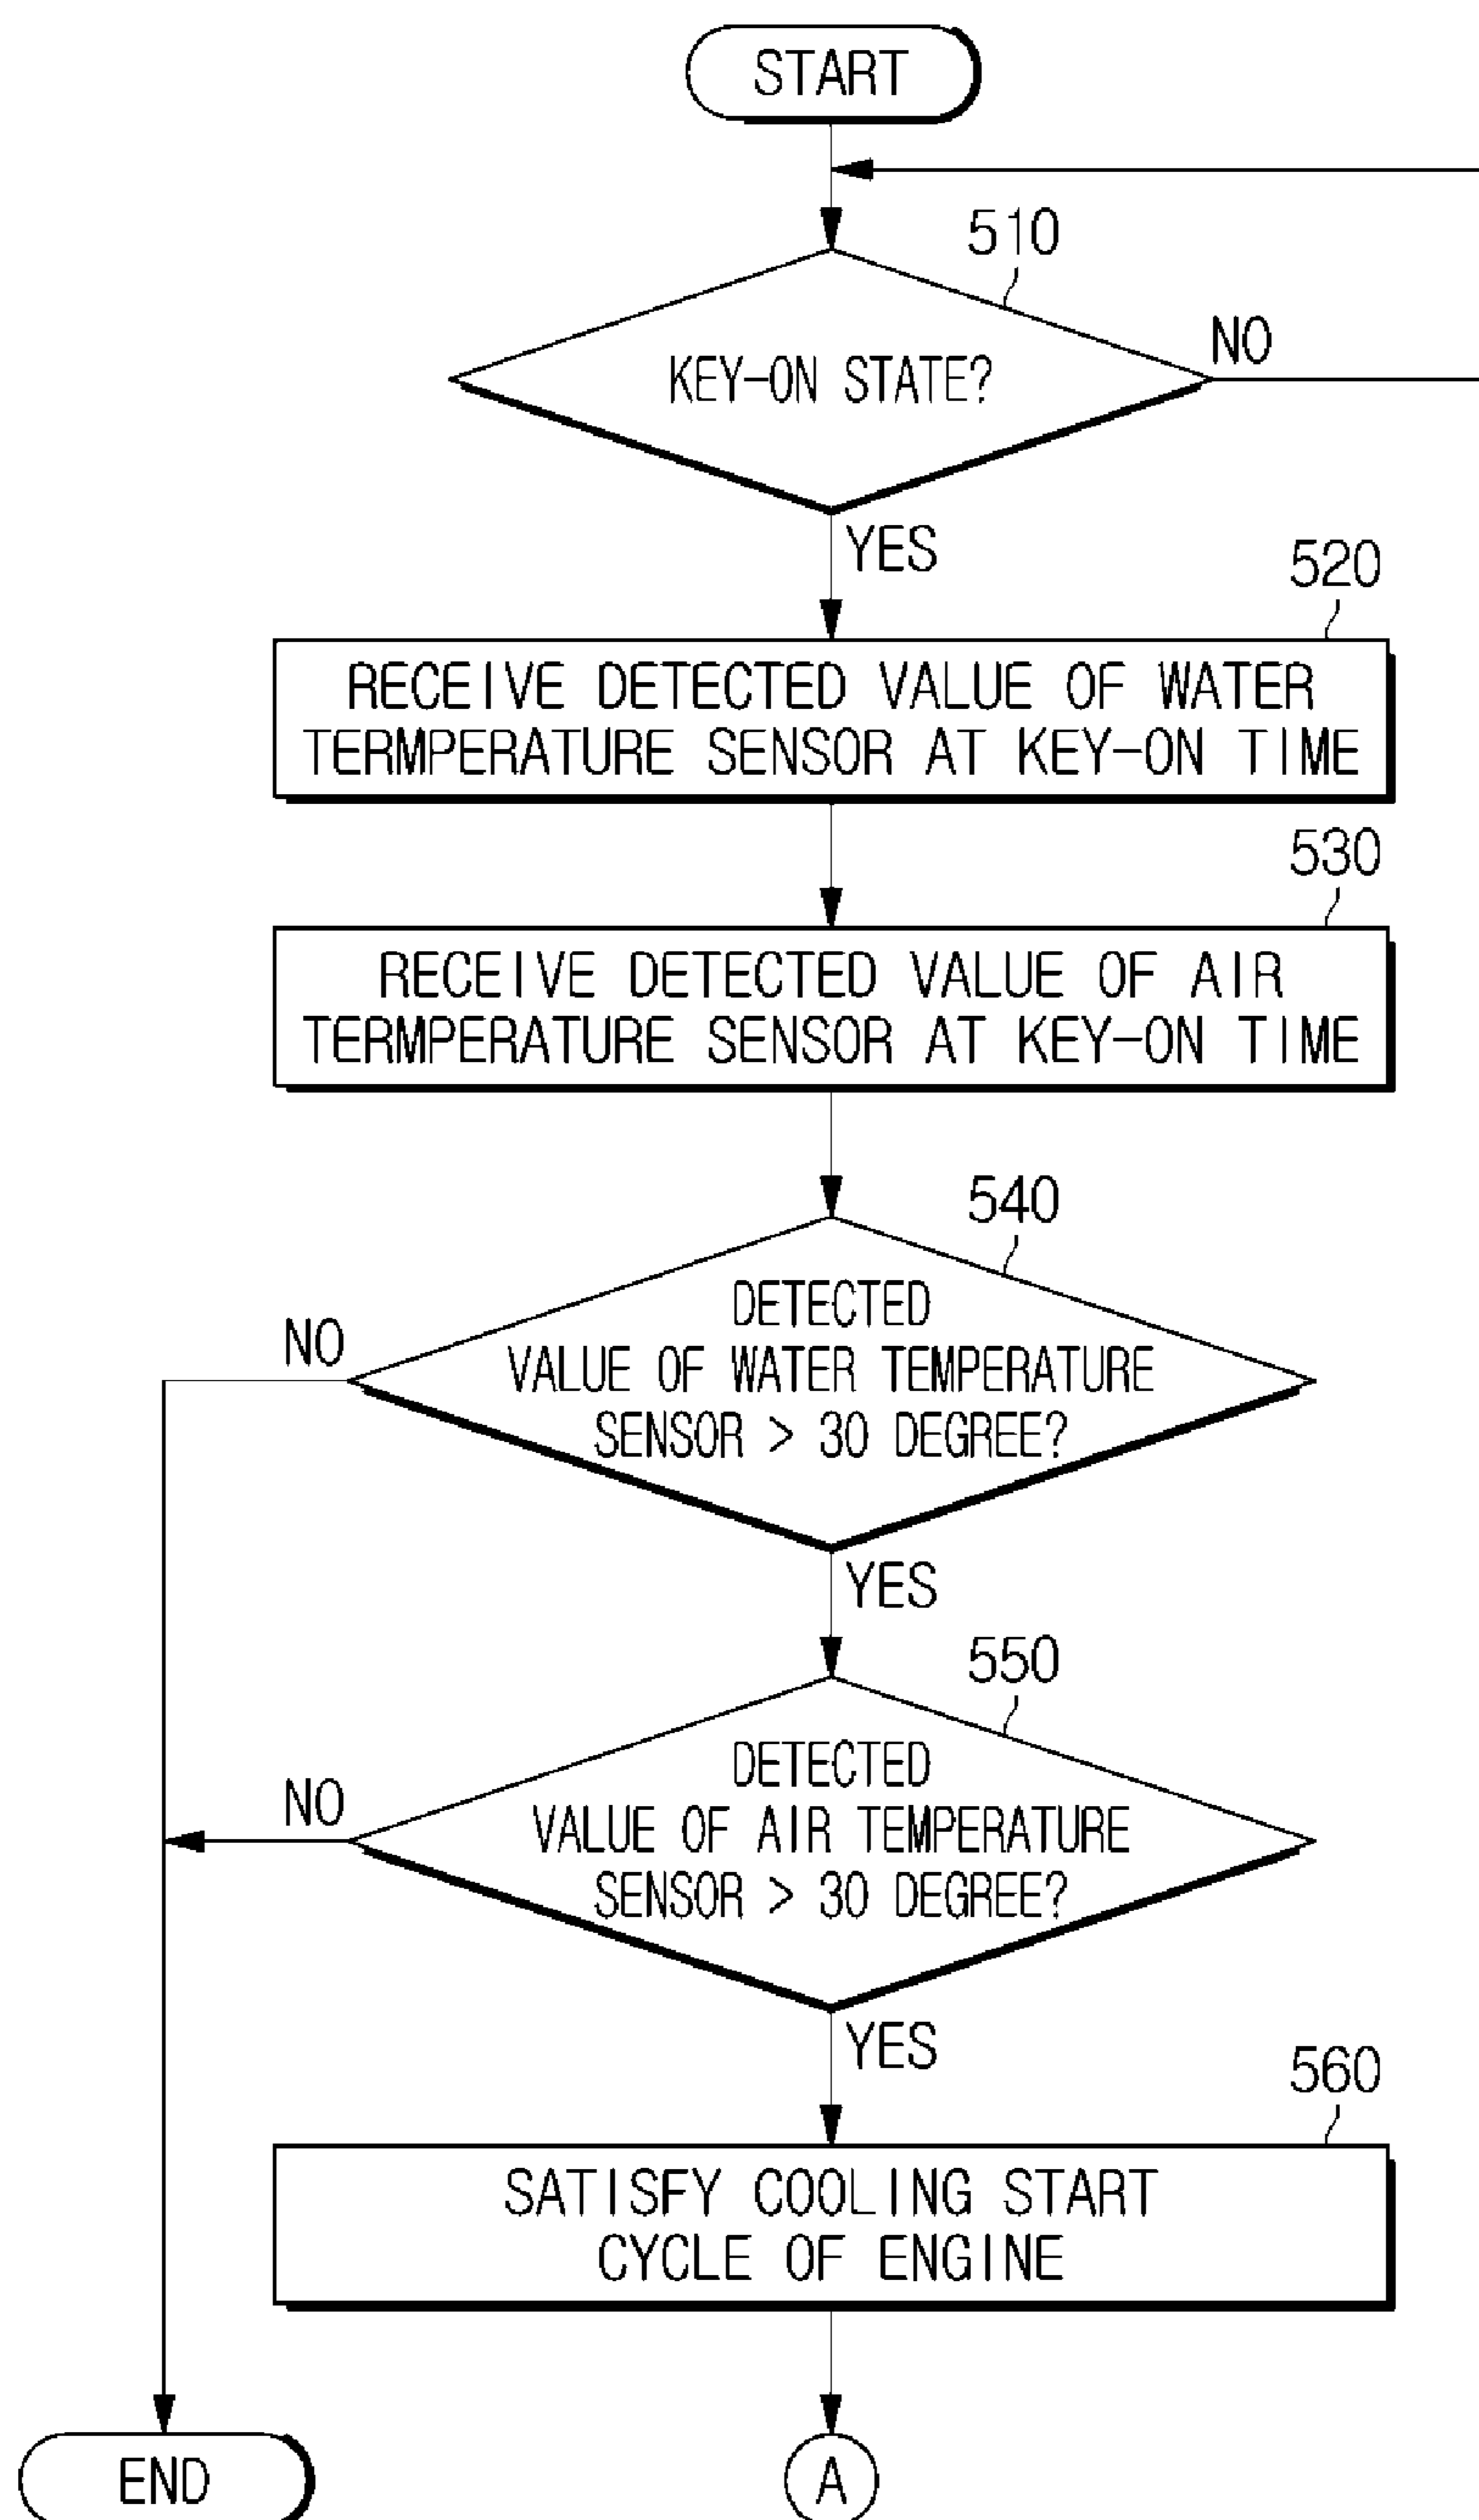 START
510
KEY-ON STATE?
NO
YES
520
RECEIVE DETECTED VALUE OF WATER
TERMPERATURE SENSOR AT KEY-ON TIME
530
RECEIVE DETECTED VALUE OF AIR
TERMPERATURE SENSOR AT KEY-ON TIME
540
DETECTED
VALUE OF WATER TEMPERATURE
SENSOR > 30 DEGREE?
NO
YES
550
DETECTED
VALUE OF AIR TEMPERATURE
SENSOR > 30 DEGREE?
NO
YES
560
SATISFY COOLING START
CYCLE OF ENGINE
END
A